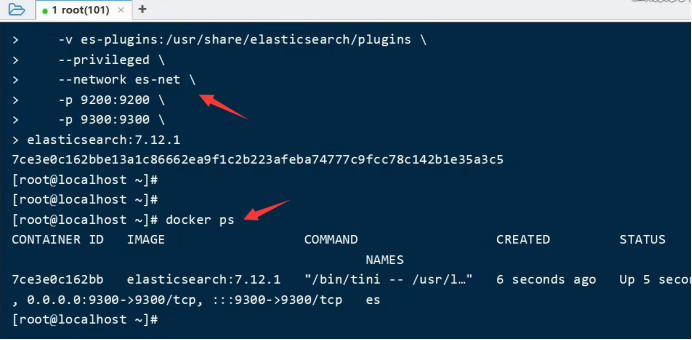 1 root(101) × +
> -v es-plugins:/usr/share/elasticsearch/plugins \
> --privileged \
> --network es-net \
> -p 9200:9200 \
> -p 9300:9300 \
> elasticsearch:7.12.1
7ce3e0c162bbe13a1c86662ea9f1c2b223afeba74777c9fcc78c142b1e35a3c5
[root@localhost ~]#
[root@localhost ~]#
[root@localhost ~]# docker ps
CONTAINER ID IMAGE COMMAND CREATED STATUS
NAMES
7ce3e0c162bb elasticsearch:7.12.1 "/bin/tini -- /usr/l…" 6 seconds ago Up 5 seco
, 0.0.0.0:9300->9300/tcp, :::9300->9300/tcp es
[root@localhost ~]#